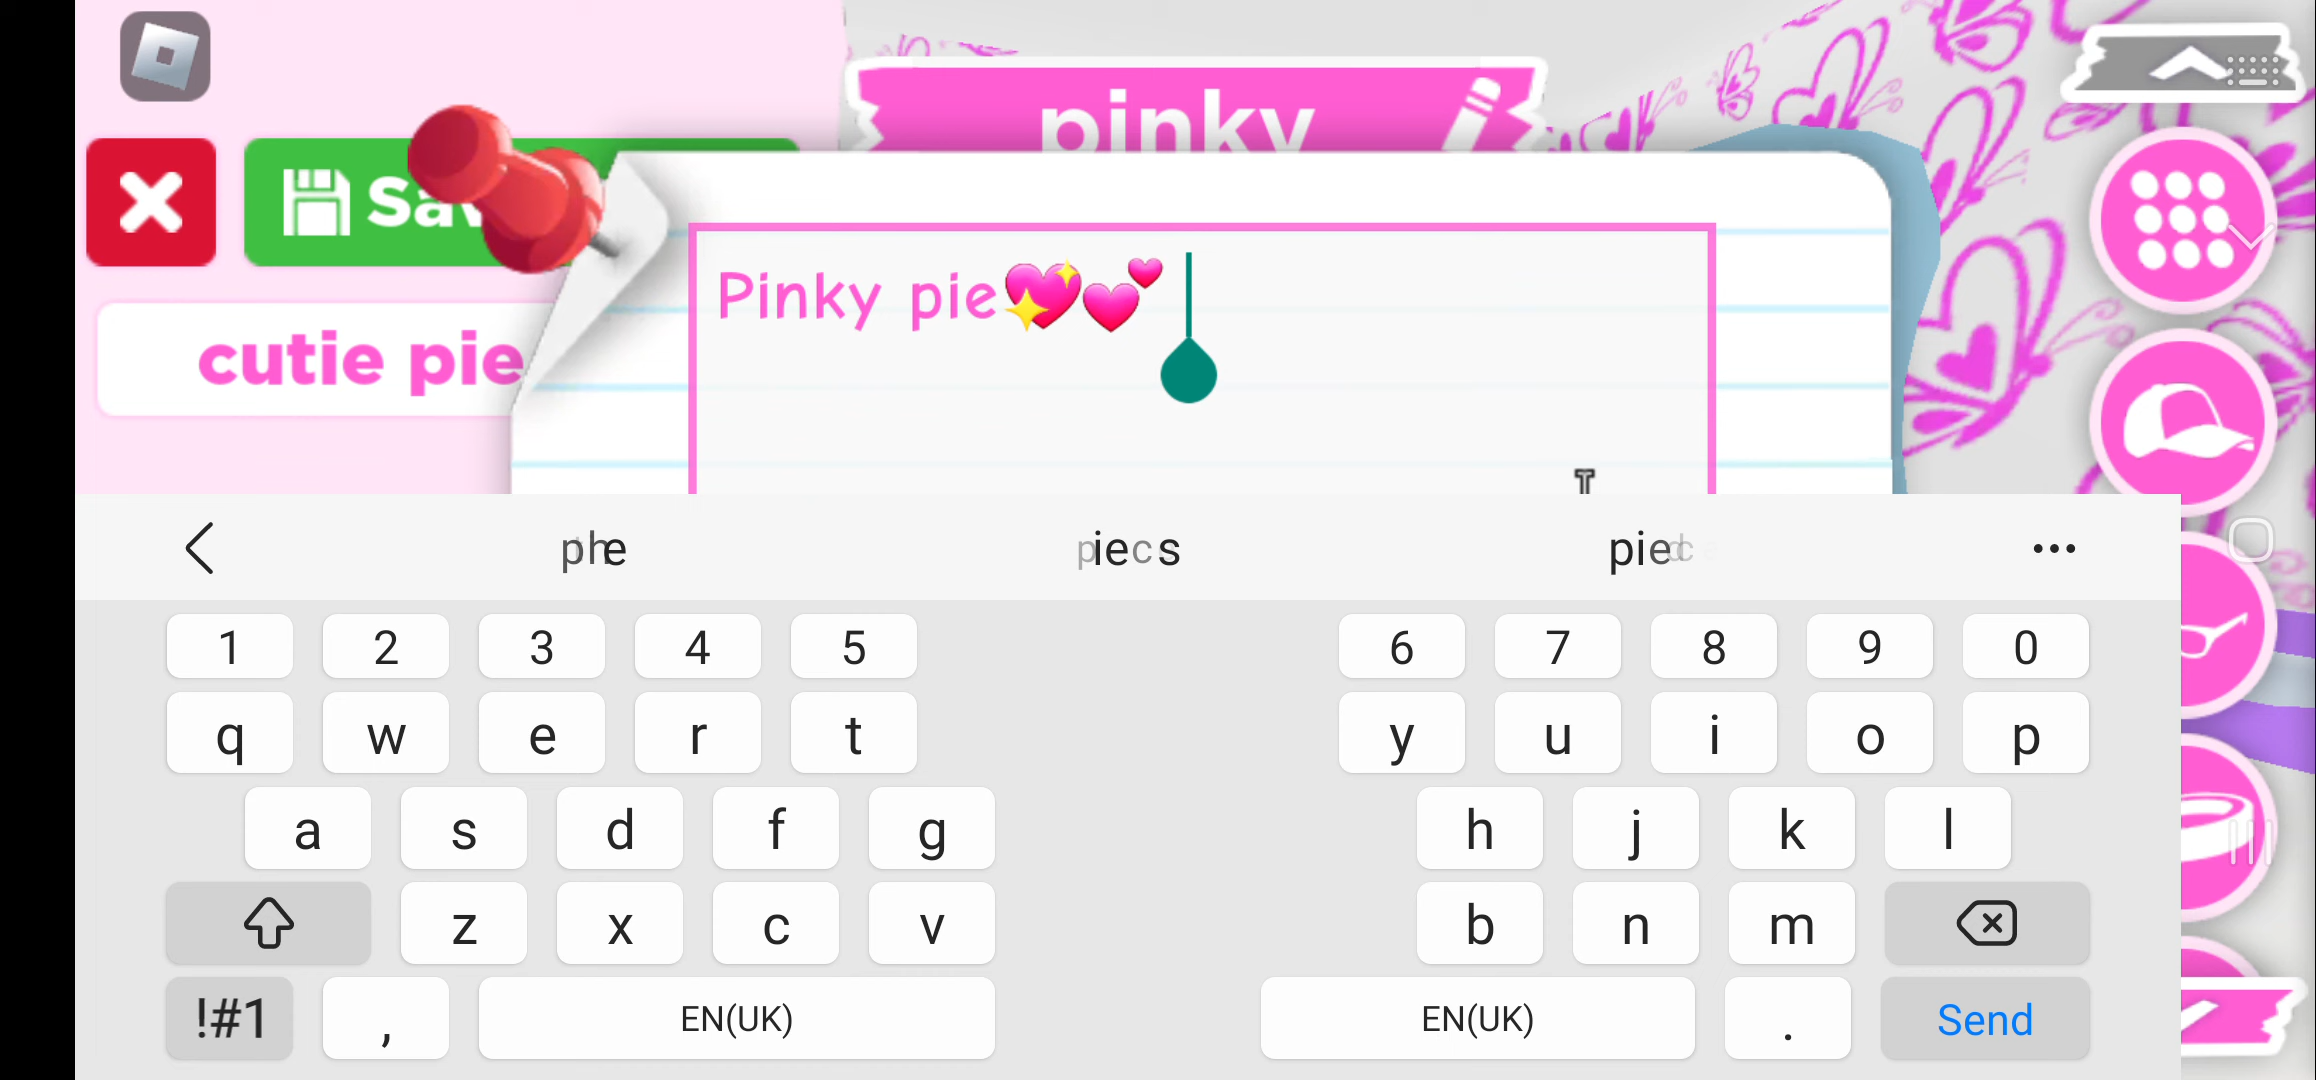 pinky
Sav
Pinky pie💖💕
cutie pie
1 2 3 4 5 6 7 8 9 0
q w e r t y u i o p
a s d f g h j k l
z x c v b n m
!#1 , EN(UK) EN(UK) . Send